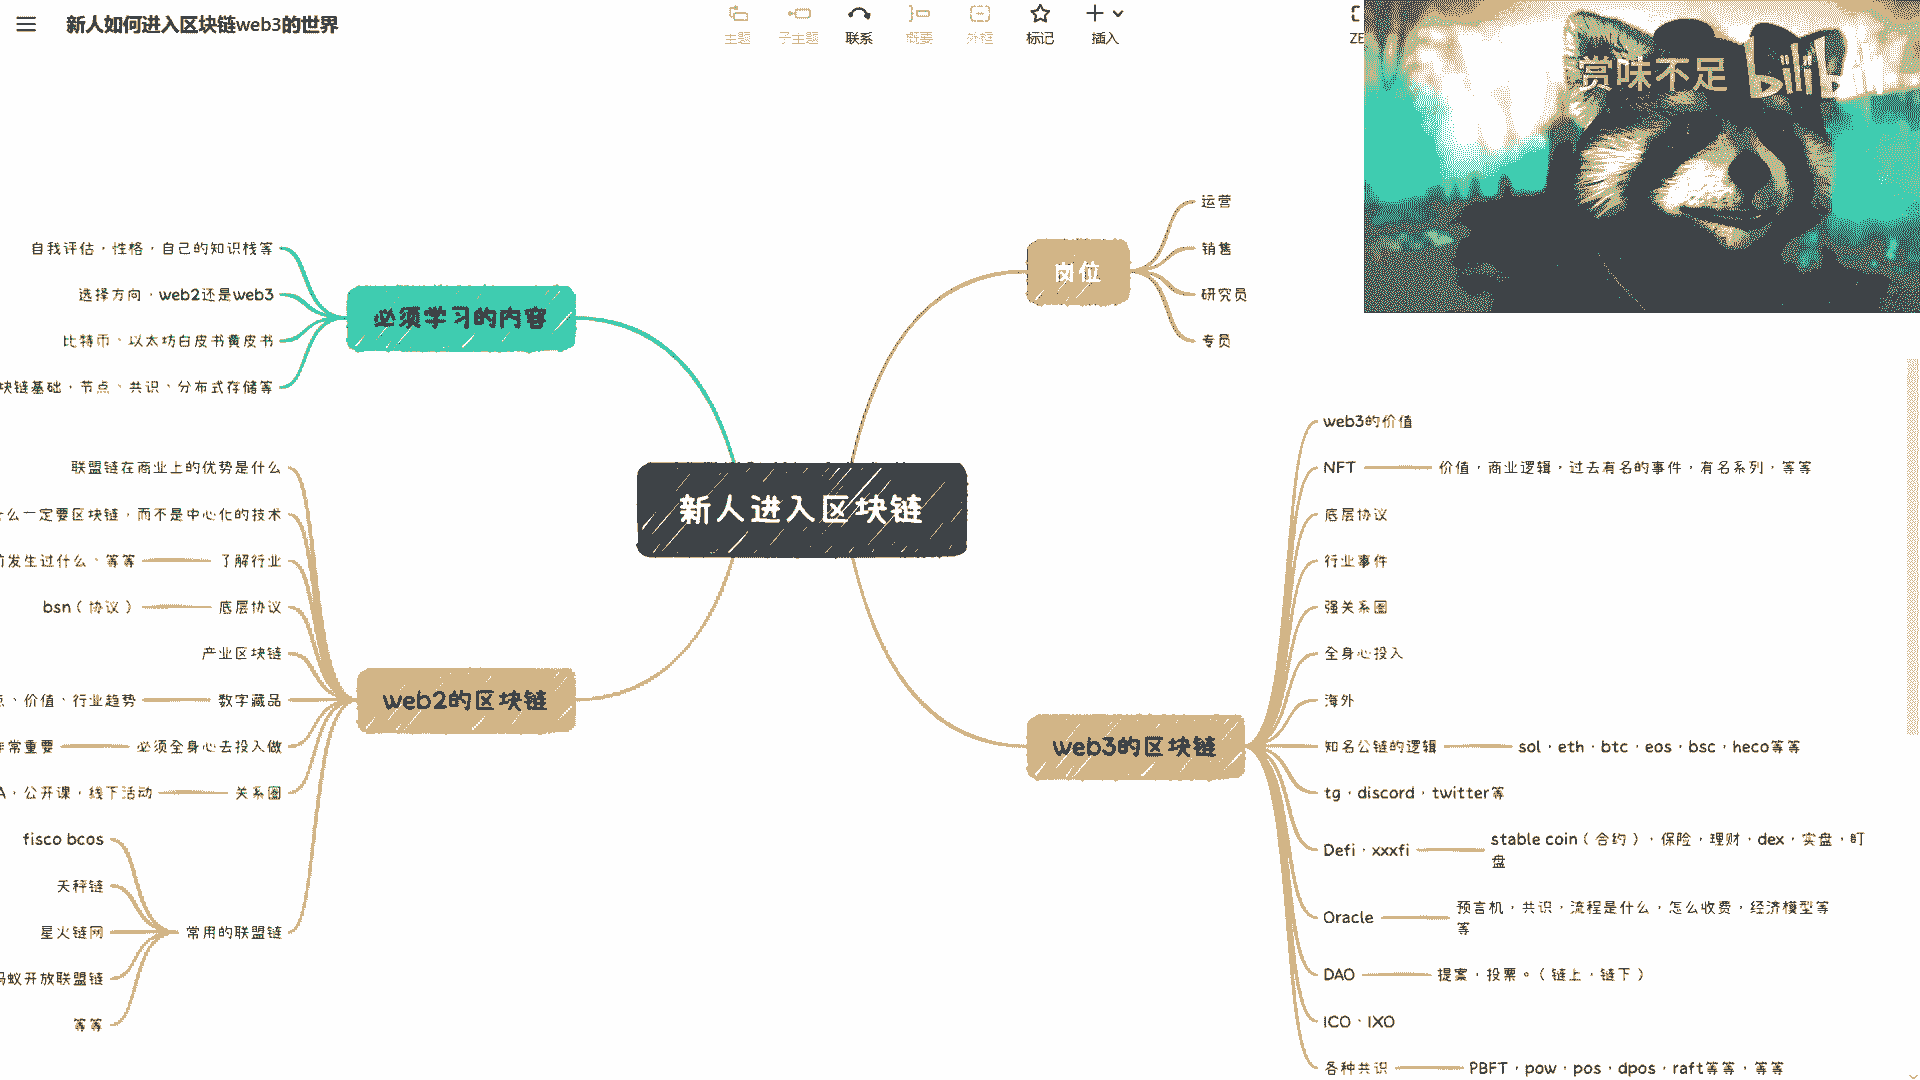 新人如何进入区块链web3的世界
主题
子主题
联系
概要
外框
标记
插入
赏味不足 bilibili
运营
销售
岗位
研究员
专员
自我评估，性格，自己的知识栈等
选择方向，web2还是web3
必须学习的内容
比特币、以太坊白皮书黄皮书
块链基础，节点、共识、分布式存储等
新人进入区块链
联盟链在商业上的优势是什么
么一定要区块链，而不是中心化的技术
发生过什么、等等
了解行业
bsn（协议）
底层协议
产业区块链
、价值、行业趋势
数字藏品
常重要
必须全身心去投入做
A，公开课，线下活动
关系圈
web2的区块链
fisco bcos
天秤链
星火链网
蚂蚁开放联盟链
等等
常用的联盟链
web3的区块链
web3的价值
NFT
价值，商业逻辑，过去有名的事件，有名系列，等等
底层协议
行业事件
强关系圈
全身心投入
海外
知名公链的逻辑
sol，eth，btc，eos，bsc，heco等等
tg，discord，twitter等
Defi，xxxfi
stable coin（合约），保险，理财，dex，实盘，盯
盘
Oracle
预言机，共识，流程是什么，怎么收费，经济模型等
等
DAO
提案，投票。（链上，链下）
ICO、IXO
各种共识
PBFT，pow，pos，dpos，raft等等，等等